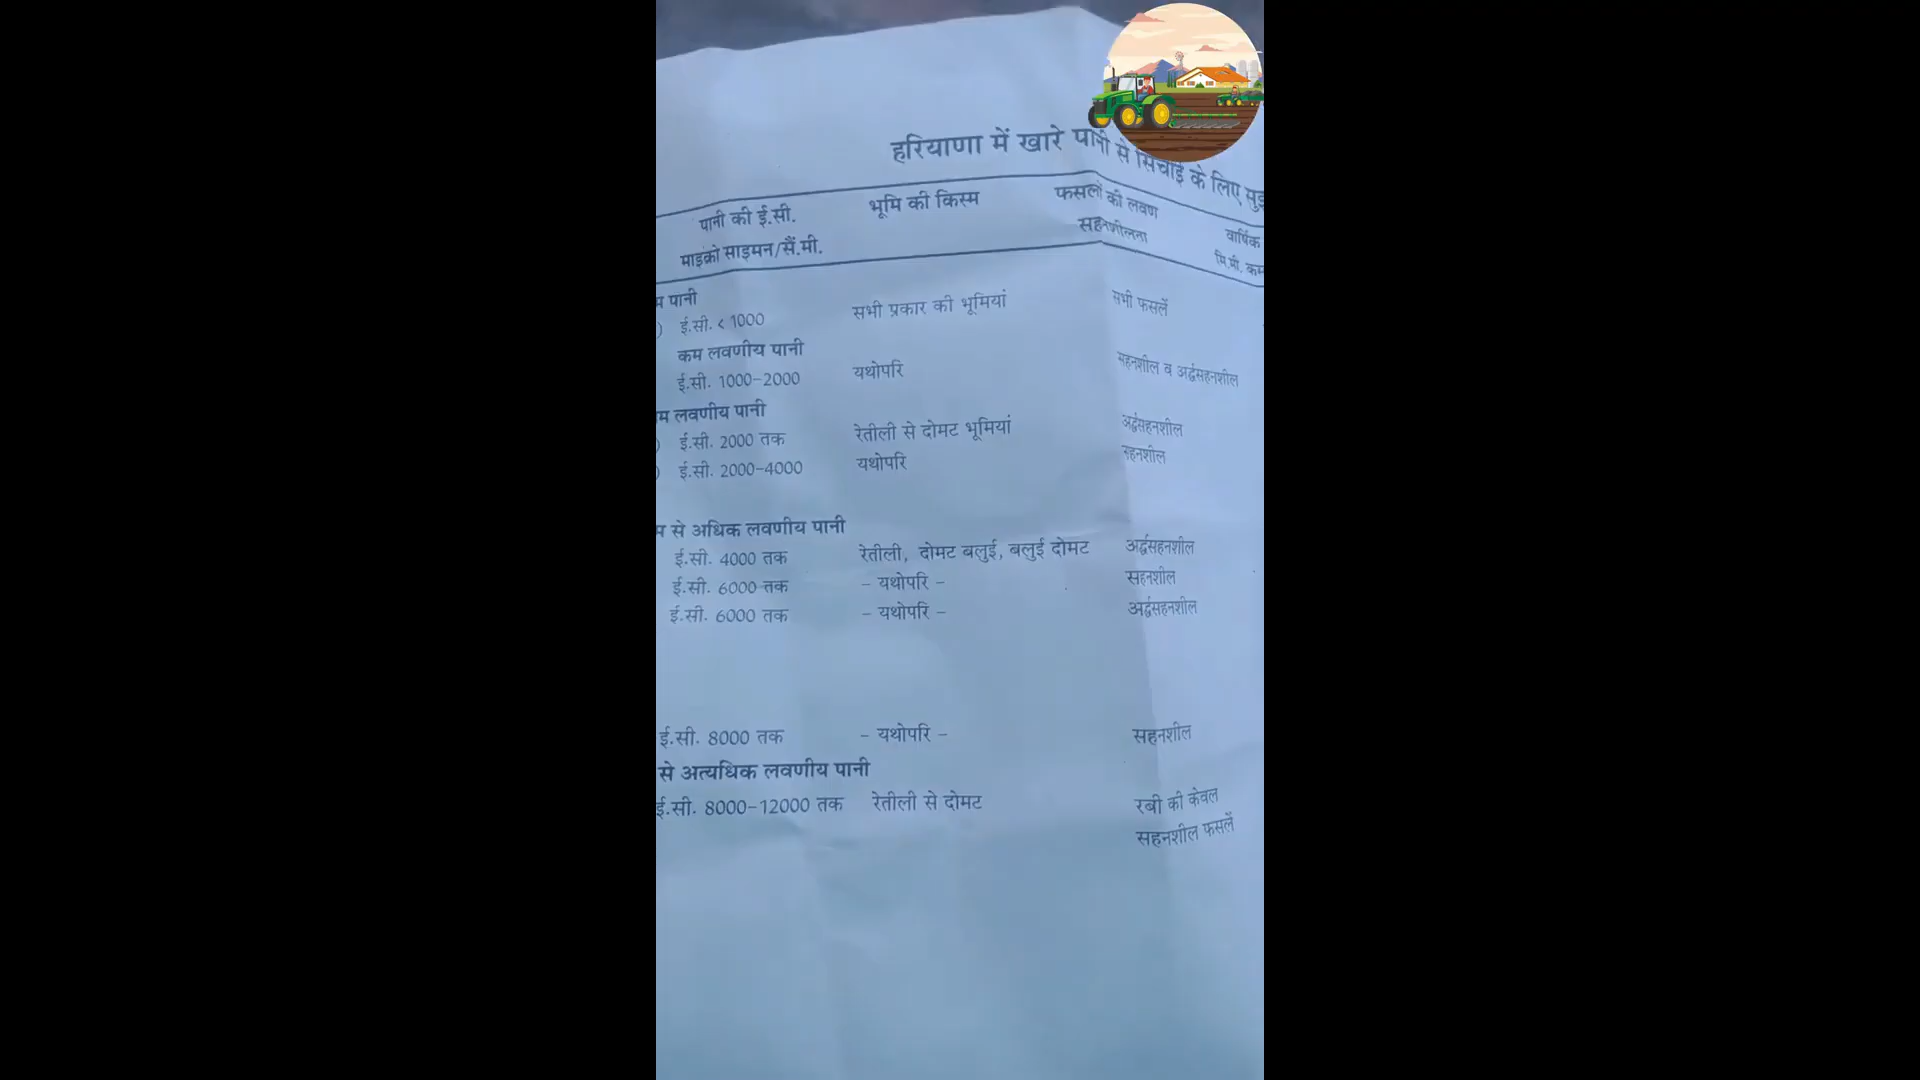 हरियाणा में खारे पानी से सिंचाई के लिए
पानी की ई.सी. भूमि की किस्म फसलों की लवण वार्षिक
माइक्रो साइमन/सैं.मी. सहनशीलता मि.मी.
पानी
ई.सी. < 1000 सभी प्रकार की भूमियां सभी फसलें
कम लवणीय पानी
ई.सी. 1000-2000 यथोपरि सहनशील व अर्द्धसहनशील
लवणीय पानी
ई.सी. 2000 तक रेतीली से दोमट भूमियां अर्द्धसहनशील
ई.सी. 2000-4000 यथोपरि सहनशील
से अधिक लवणीय पानी
ई.सी. 4000 तक रेतीली, दोमट बलुई, बलुई दोमट अर्द्धसहनशील
ई.सी. 6000 तक - यथोपरि - सहनशील
ई.सी. 6000 तक - यथोपरि - अर्द्धसहनशील
ई.सी. 8000 तक - यथोपरि - सहनशील
से अत्यधिक लवणीय पानी
ई.सी. 8000-12000 तक रेतीली से दोमट रबी की केवल
सहनशील फसलें